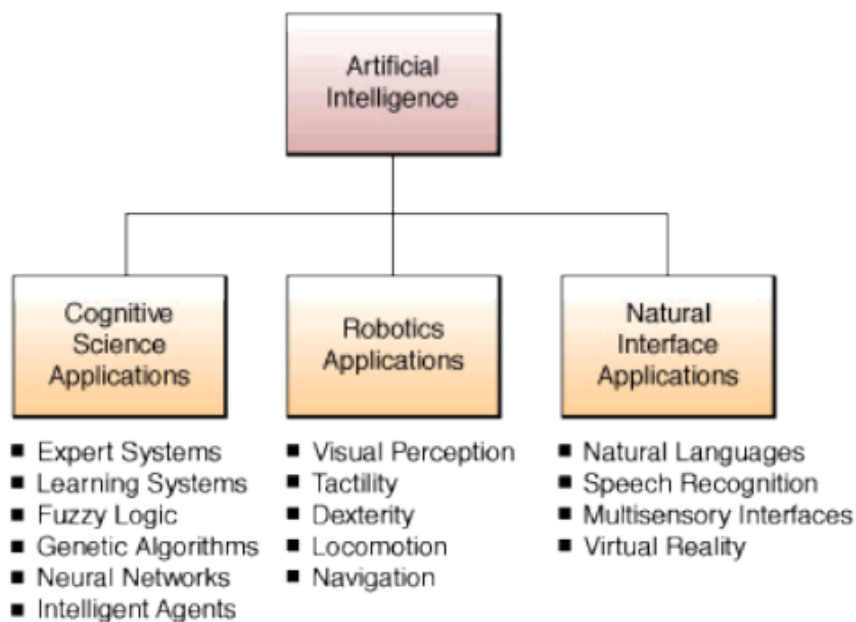 Artificial
Intelligence
Cognitive
Science
Applications
Robotics
Applications
Natural
Interface
Applications
■ Expert Systems
■ Learning Systems
■ Fuzzy Logic
■ Genetic Algorithms
■ Neural Networks
■ Intelligent Agents
■ Visual Perception
■ Tactility
■ Dexterity
■ Locomotion
■ Navigation
■ Natural Languages
■ Speech Recognition
■ Multisensory Interfaces
■ Virtual Reality